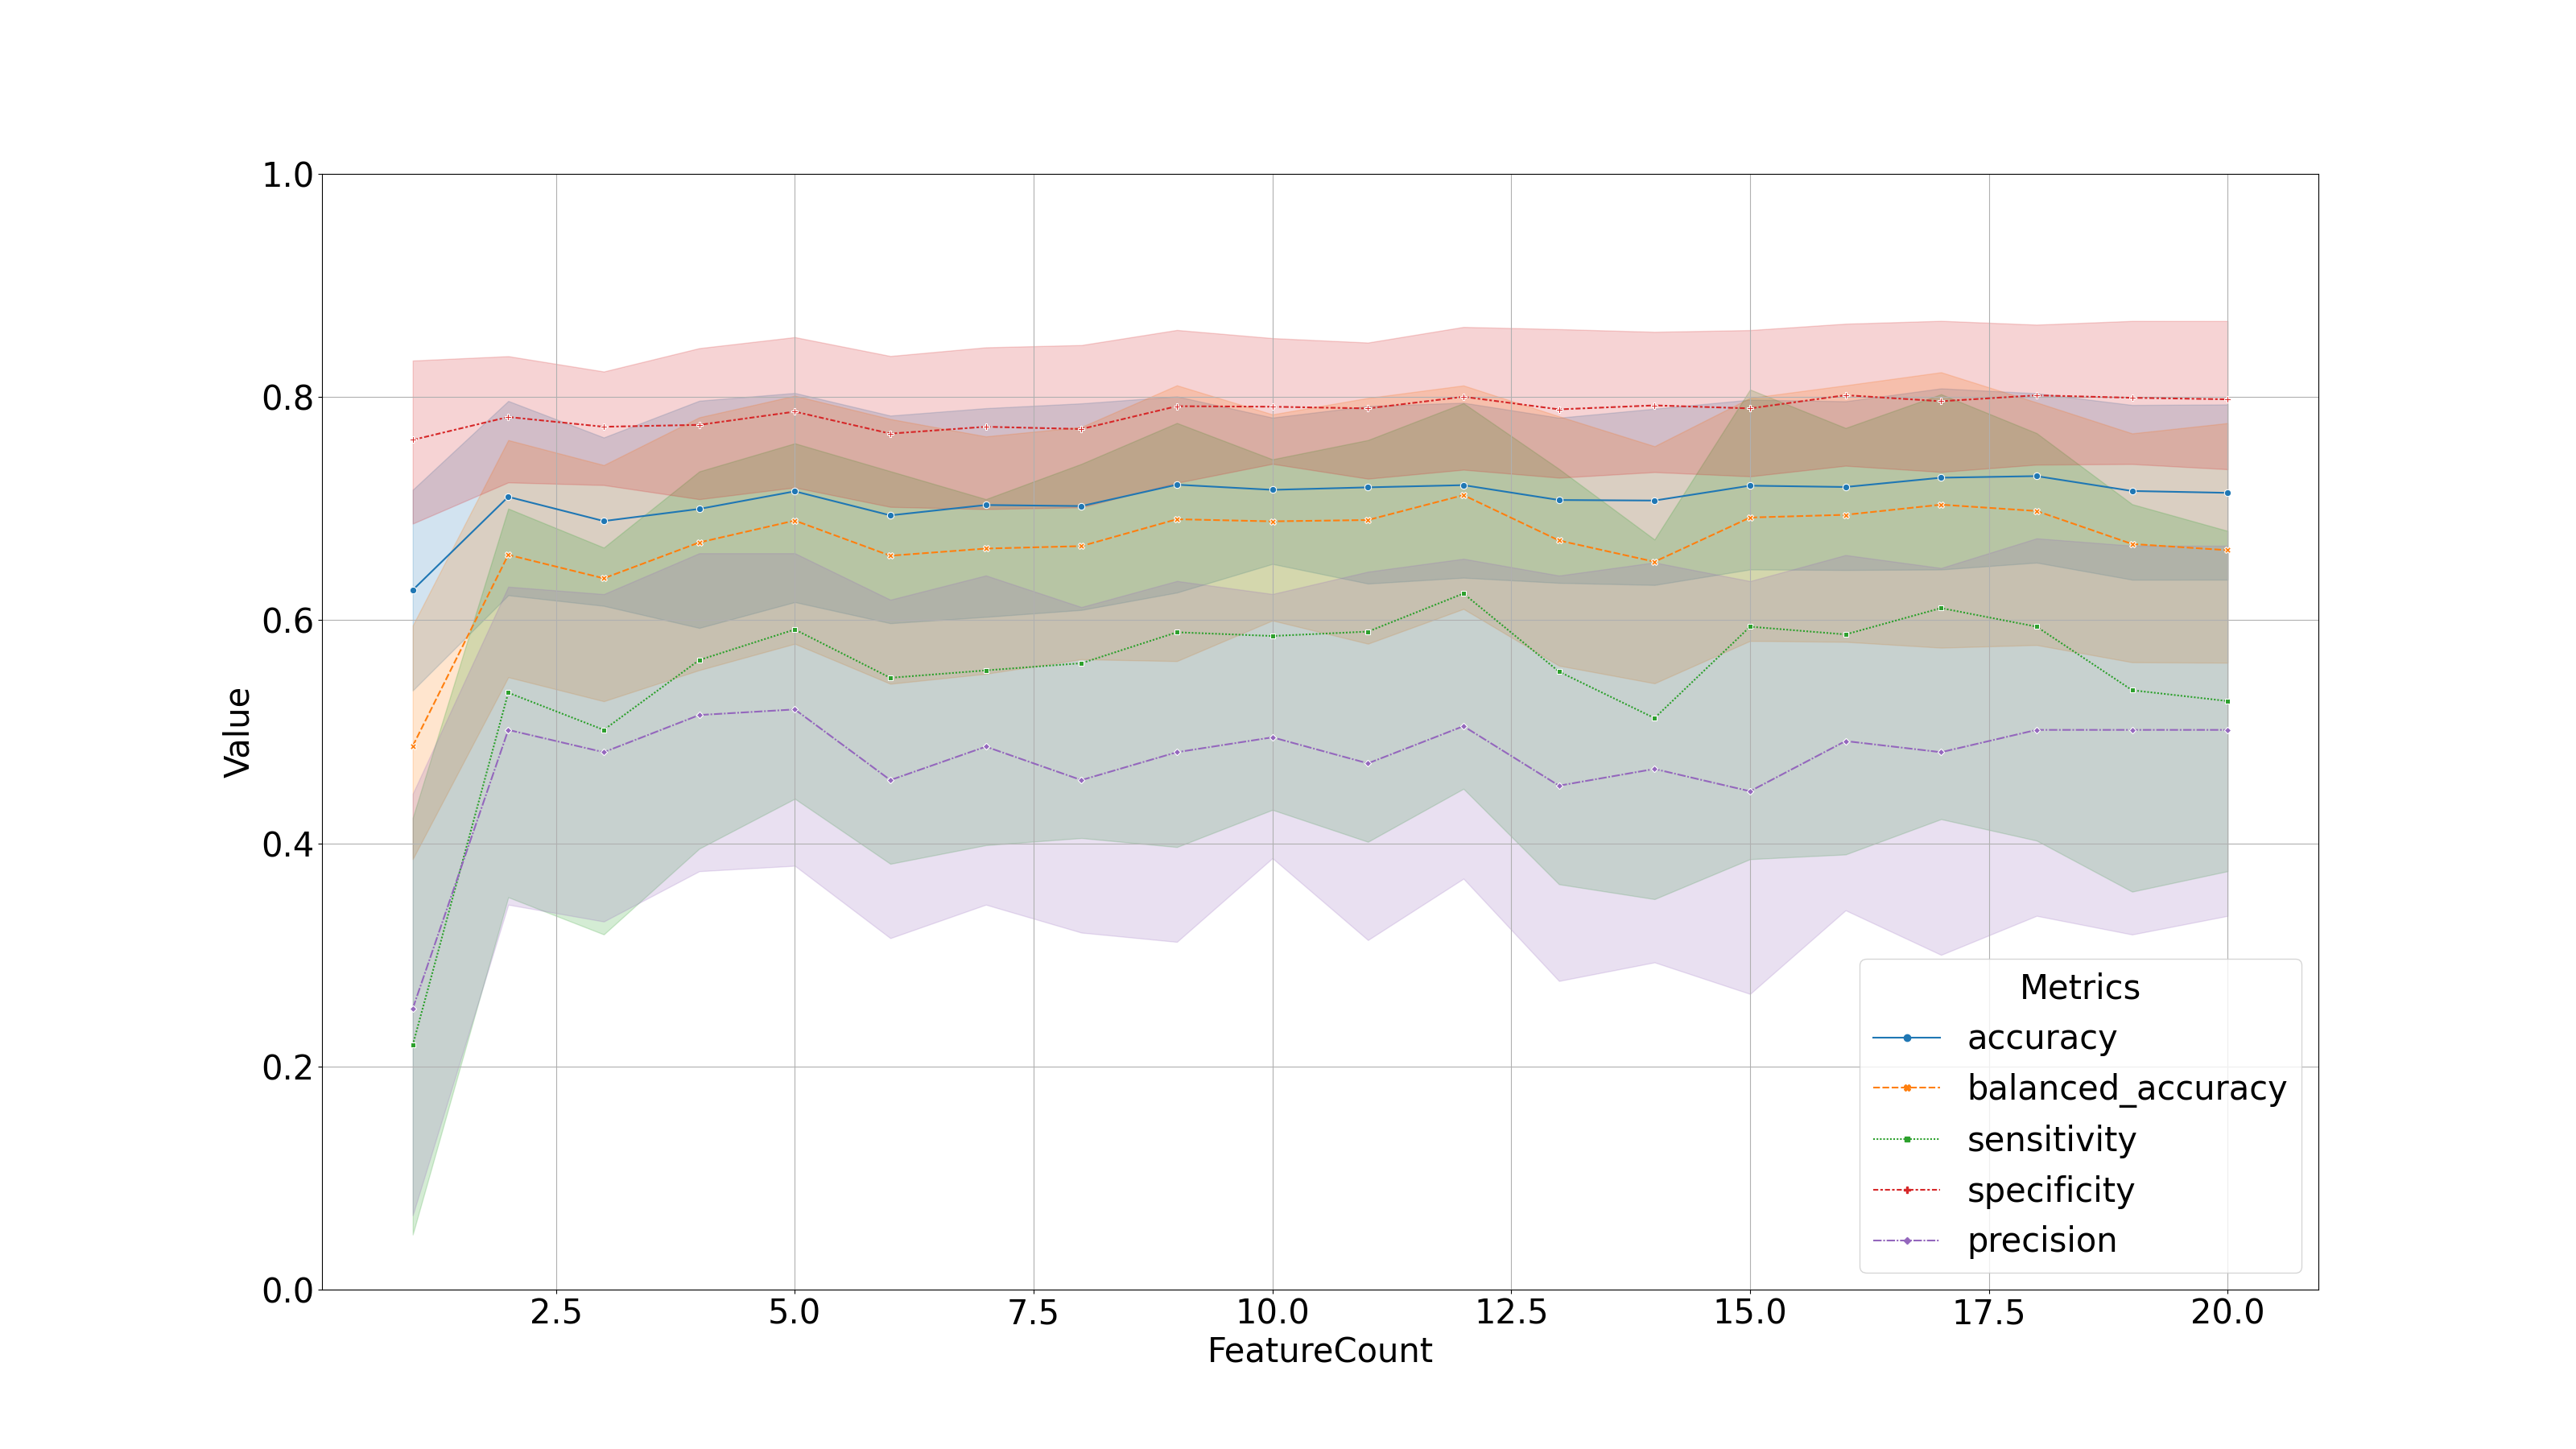 1.0
0.8
0.6
0.4
0.2
0.0
Value
2.5 5.0 7.5 10.0 12.5 15.0 17.5 20.0
FeatureCount
Metrics
accuracy
balanced_accuracy
sensitivity
specificity
precision